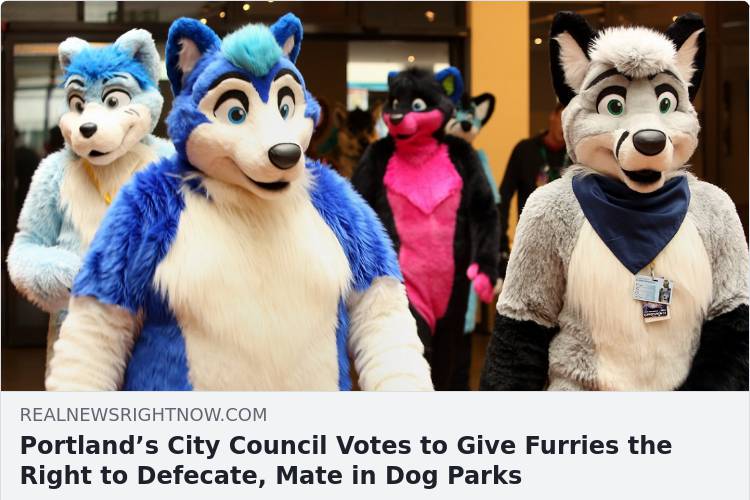 REALNEWSRIGHTNOW.COM
Portland’s City Council Votes to Give Furries the
Right to Defecate, Mate in Dog Parks